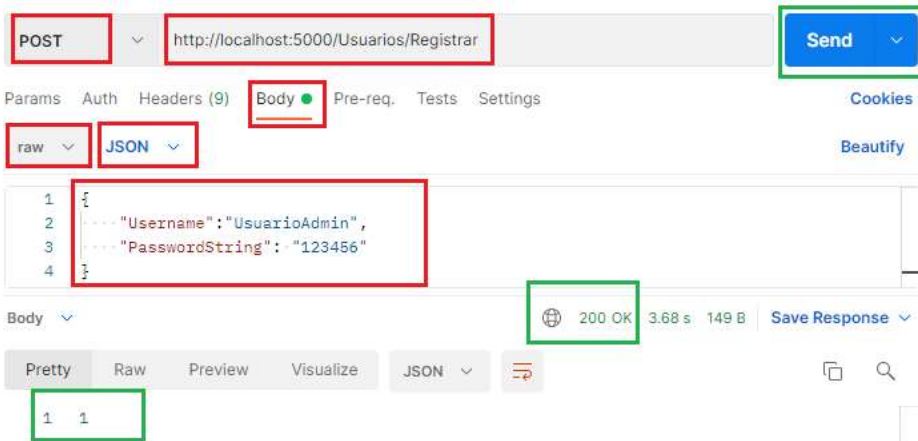 POST http://localhost:5000/Usuarios/Registrar Send
Params Auth Headers (9) Body Pre-req. Tests Settings Cookies
raw JSON Beautify
1 {
2 ····"Username":"UsuarioAdmin",
3 ····"PasswordString":·"123456"
4 }
Body 200 OK 3.68 s 149 B Save Response
Pretty Raw Preview Visualize JSON
1 1